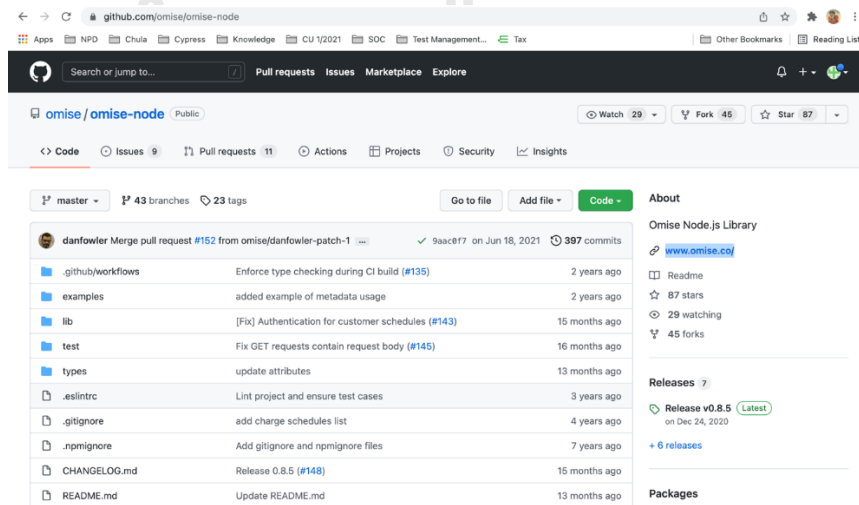 github.com/omise/omise-node
Apps NPD Chula Cypress Knowledge CU 1/2021 SOC Test Management... Tax Other Bookmarks Reading List
Search or jump to... / Pull requests Issues Marketplace Explore
omise / omise-node Public Watch 29 Fork 45 Star 87
<> Code Issues 9 Pull requests 11 Actions Projects Security Insights
master 43 branches 23 tags Go to file Add file Code
About
danfowler Merge pull request #152 from omise/danfowler-patch-1 ... 9aac0f7 on Jun 18, 2021 397 commits
Omise Node.js Library
www.omise.co/
.github/workflows Enforce type checking during CI build (#135) 2 years ago
Readme
examples added example of metadata usage 2 years ago
87 stars
lib [Fix] Authentication for customer schedules (#143) 15 months ago
29 watching
test Fix GET requests contain request body (#145) 16 months ago
45 forks
types update attributes 13 months ago
Releases 7
.eslintrc Lint project and ensure test cases 3 years ago
Release v0.8.5 Latest
.gitignore add charge schedules list 4 years ago
on Dec 24, 2020
.npmignore Add gitignore and npmignore files 7 years ago
+ 6 releases
CHANGELOG.md Release 0.8.5 (#148) 15 months ago
README.md Update README.md 13 months ago
Packages